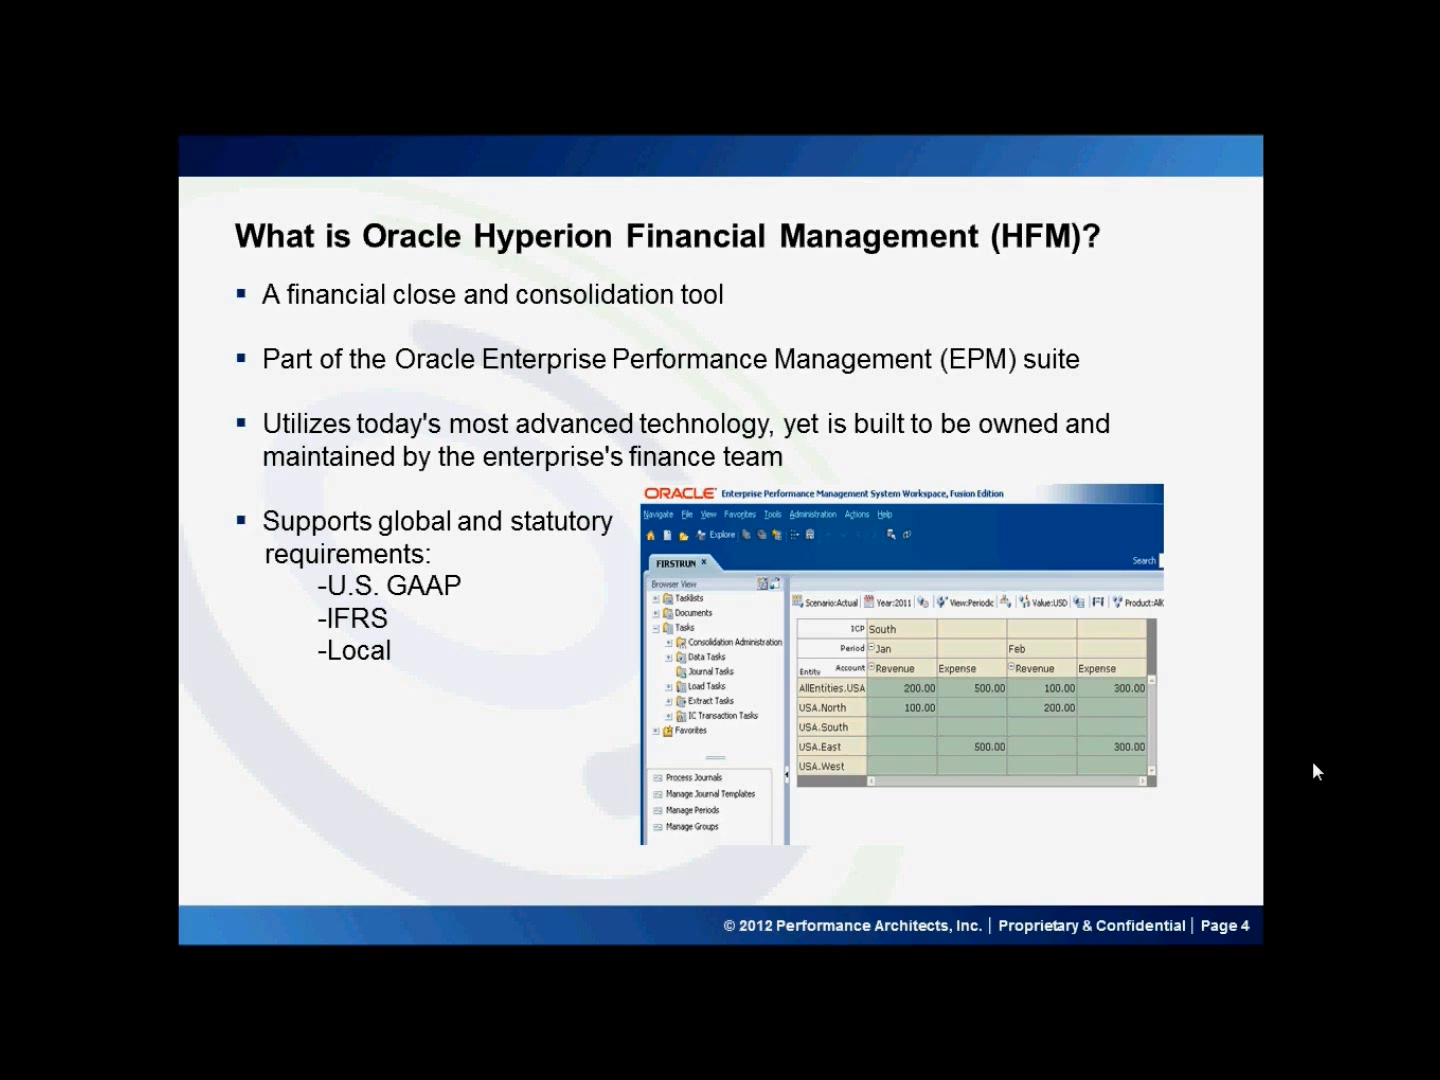 What is Oracle Hyperion Financial Management (HFM)?
▪ A financial close and consolidation tool
▪ Part of the Oracle Enterprise Performance Management (EPM) suite
▪ Utilizes today's most advanced technology, yet is built to be owned and
maintained by the enterprise's finance team
▪ Supports global and statutory
requirements:
-U.S. GAAP
-IFRS
-Local
ORACLE Enterprise Performance Management System Workspace, Fusion Edition
Navigate File View Favorites Tools Administration Actions Help
Explore
Search
FIRSTRUN x
Browser View
Tasklists
Documents
Tasks
Consolidation Administration
Data Tasks
Journal Tasks
Load Tasks
Extract Tasks
IC Transaction Tasks
Favorites
Process Journals
Manage Journal Templates
Manage Periods
Manage Groups
Scenario:Actual Year:2011 View:Periodic Value:USD
ICP South
Period Jan Feb
Entity Account Revenue Expense Revenue Expense
AllEntities.USA 200.00 500.00 100.00 300.00
USA.North 100.00 200.00
USA.South
USA.East 500.00 300.00
USA.West
© 2012 Performance Architects, Inc. | Proprietary & Confidential | Page 4